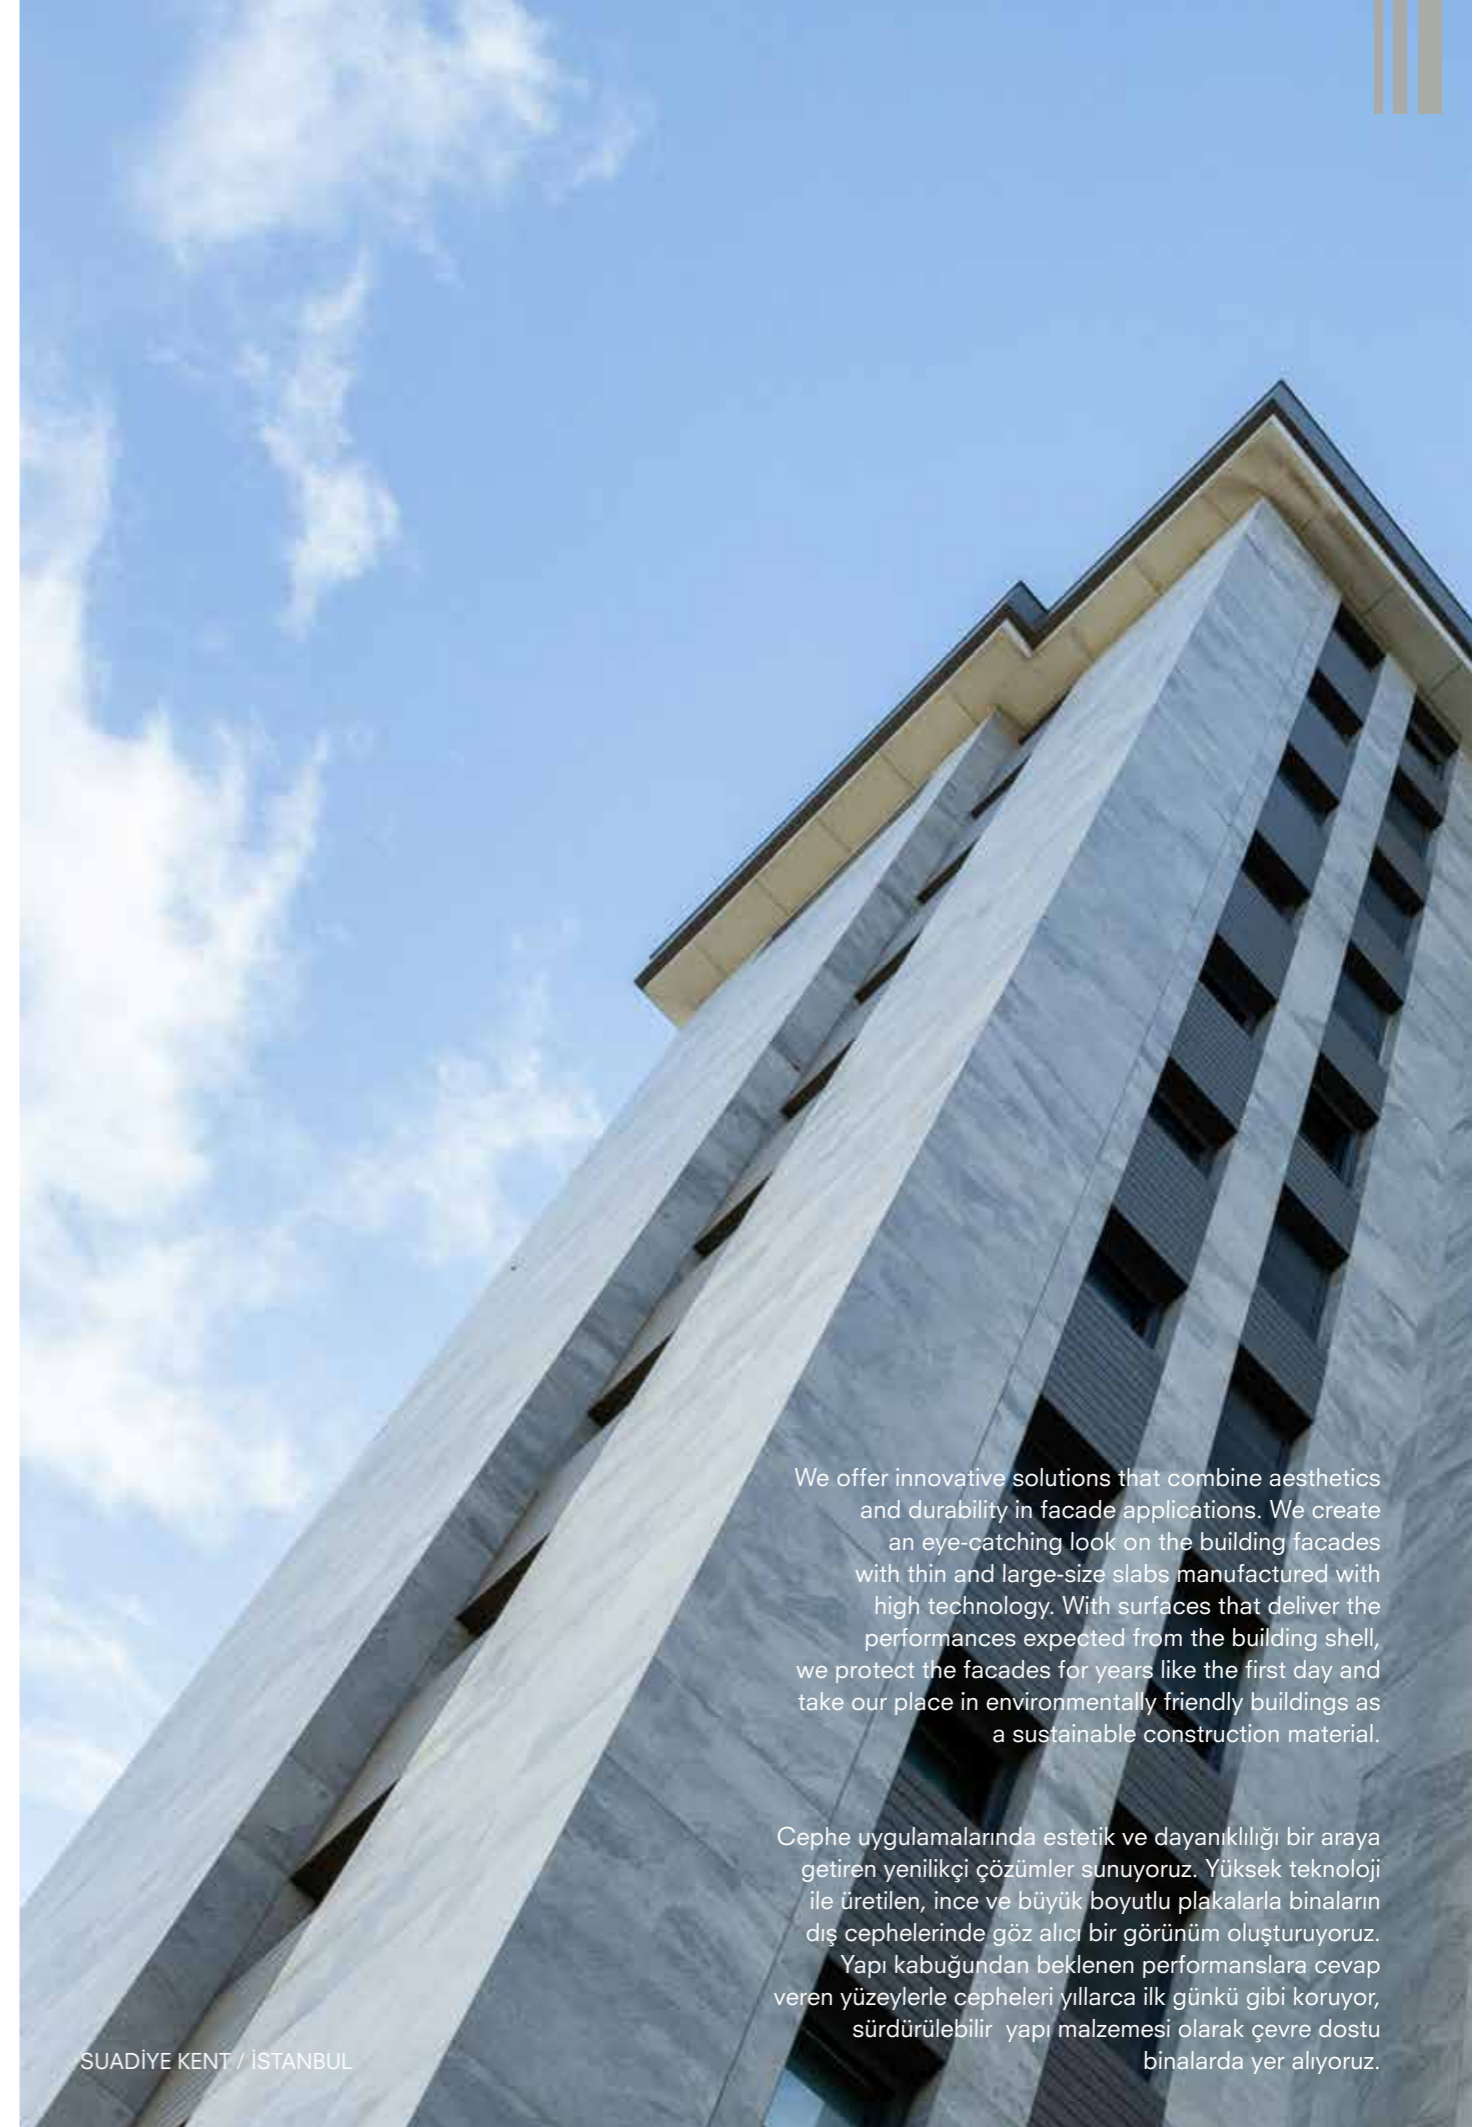 We offer innovative solutions that combine aesthetics
and durability in facade applications. We create
an eye-catching look on the building facades
with thin and large-size slabs manufactured with
high technology. With surfaces that deliver the
performances expected from the building shell,
we protect the facades for years like the first day and
take our place in environmentally friendly buildings as
a sustainable construction material.
Cephe uygulamalarında estetik ve dayanıklılığı bir araya
getiren yenilikçi çözümler sunuyoruz. Yüksek teknoloji
ile üretilen, ince ve büyük boyutlu plakalarla binaların
dış cephelerinde göz alıcı bir görünüm oluşturuyoruz.
Yapı kabuğundan beklenen performanslara cevap
veren yüzeylerle cepheleri yıllarca ilk günkü gibi koruyor,
sürdürülebilir yapı malzemesi olarak çevre dostu
binalarda yer alıyoruz.
SUADİYE KENT / İSTANBUL